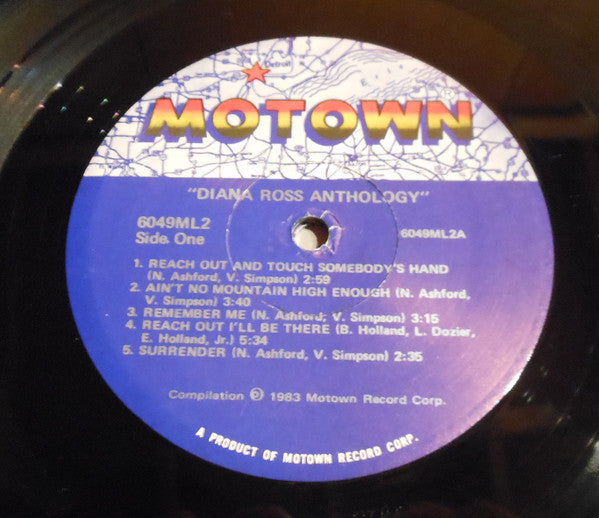 Detroit
Erie
MOTOWN
"DIANA ROSS ANTHOLOGY"
6049ML2
Side One
6049ML2A
1. REACH OUT AND TOUCH SOMEBODY'S HAND
(N. Ashford, V. Simpson) 2:59
2. AIN'T NO MOUNTAIN HIGH ENOUGH (N. Ashford,
V. Simpson) 3:40
3. REMEMBER ME (N. Ashford, V. Simpson) 3:15
4. REACH OUT I'LL BE THERE (B. Holland, L. Dozier,
E. Holland, Jr.) 5:34
5. SURRENDER (N. Ashford, V. Simpson) 2:35
Compilation ℗ 1983 Motown Record Corp.
A PRODUCT OF MOTOWN RECORD CORP.